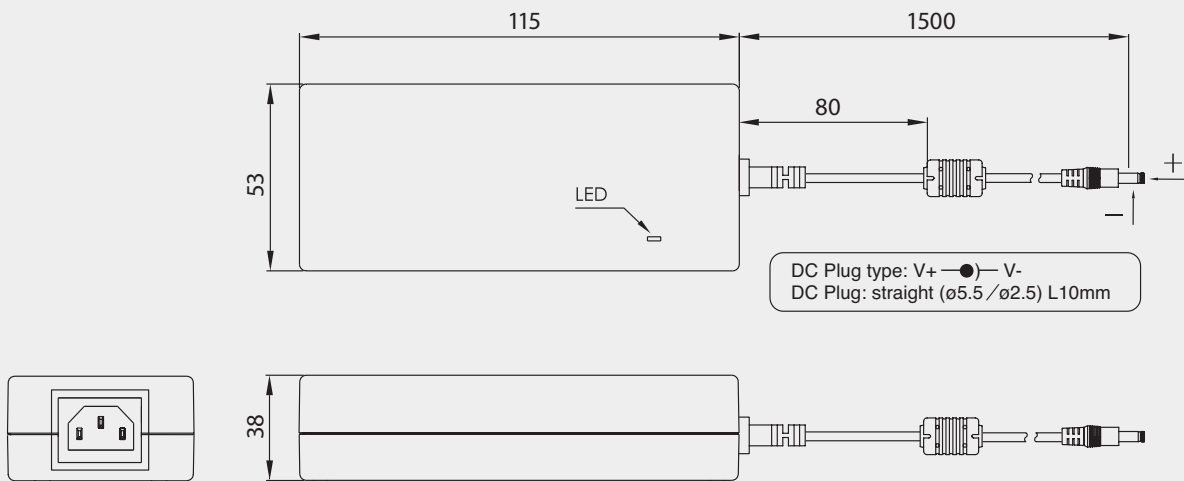 115
1500
80
53
LED
+
—
DC Plug type: V+ —●)— V-
DC Plug: straight (ø5.5/ø2.5) L10mm
38